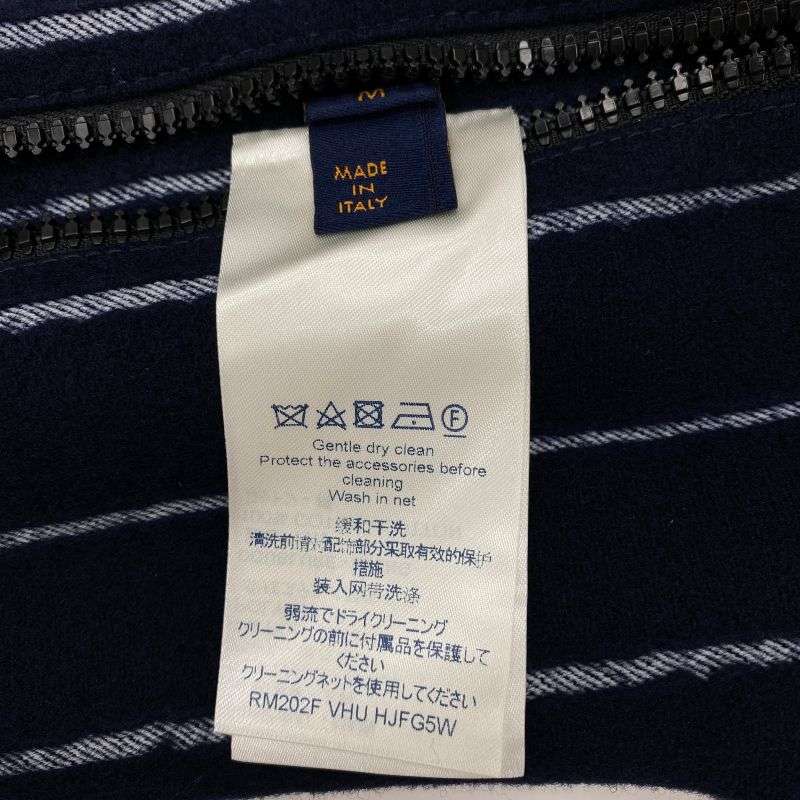 M
MADE
IN
ITALY
F
Gentle dry clean
Protect the accessories before
cleaning
Wash in net
缓和干洗
清洗前请对配饰部分采取有效的保护
措施
装入网带洗涤
弱流でドライクリーニング
クリーニングの前に付属品を保護して
ください
クリーニングネットを使用してください
RM202F VHU HJFG5W